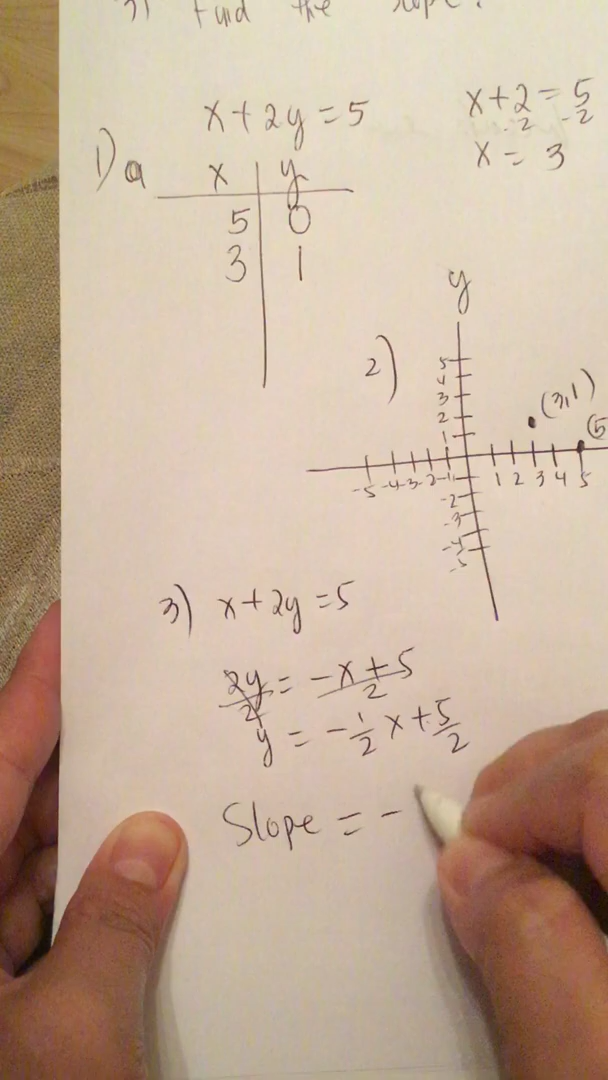 3) Find the slope.
x + 2y = 5
x + 2 = 5
-2 -2
x = 3
1) a
x | y
5 | 0
3 | 1
2)
y
5
4
3
2
1
(3,1)
(5
-5 -4 -3 -2 -1 1 2 3 4 5
-2
-3
-4
-5
3) x + 2y = 5
2y/2 = -x + 5/2
y = -1/2 x + 5/2
Slope = -